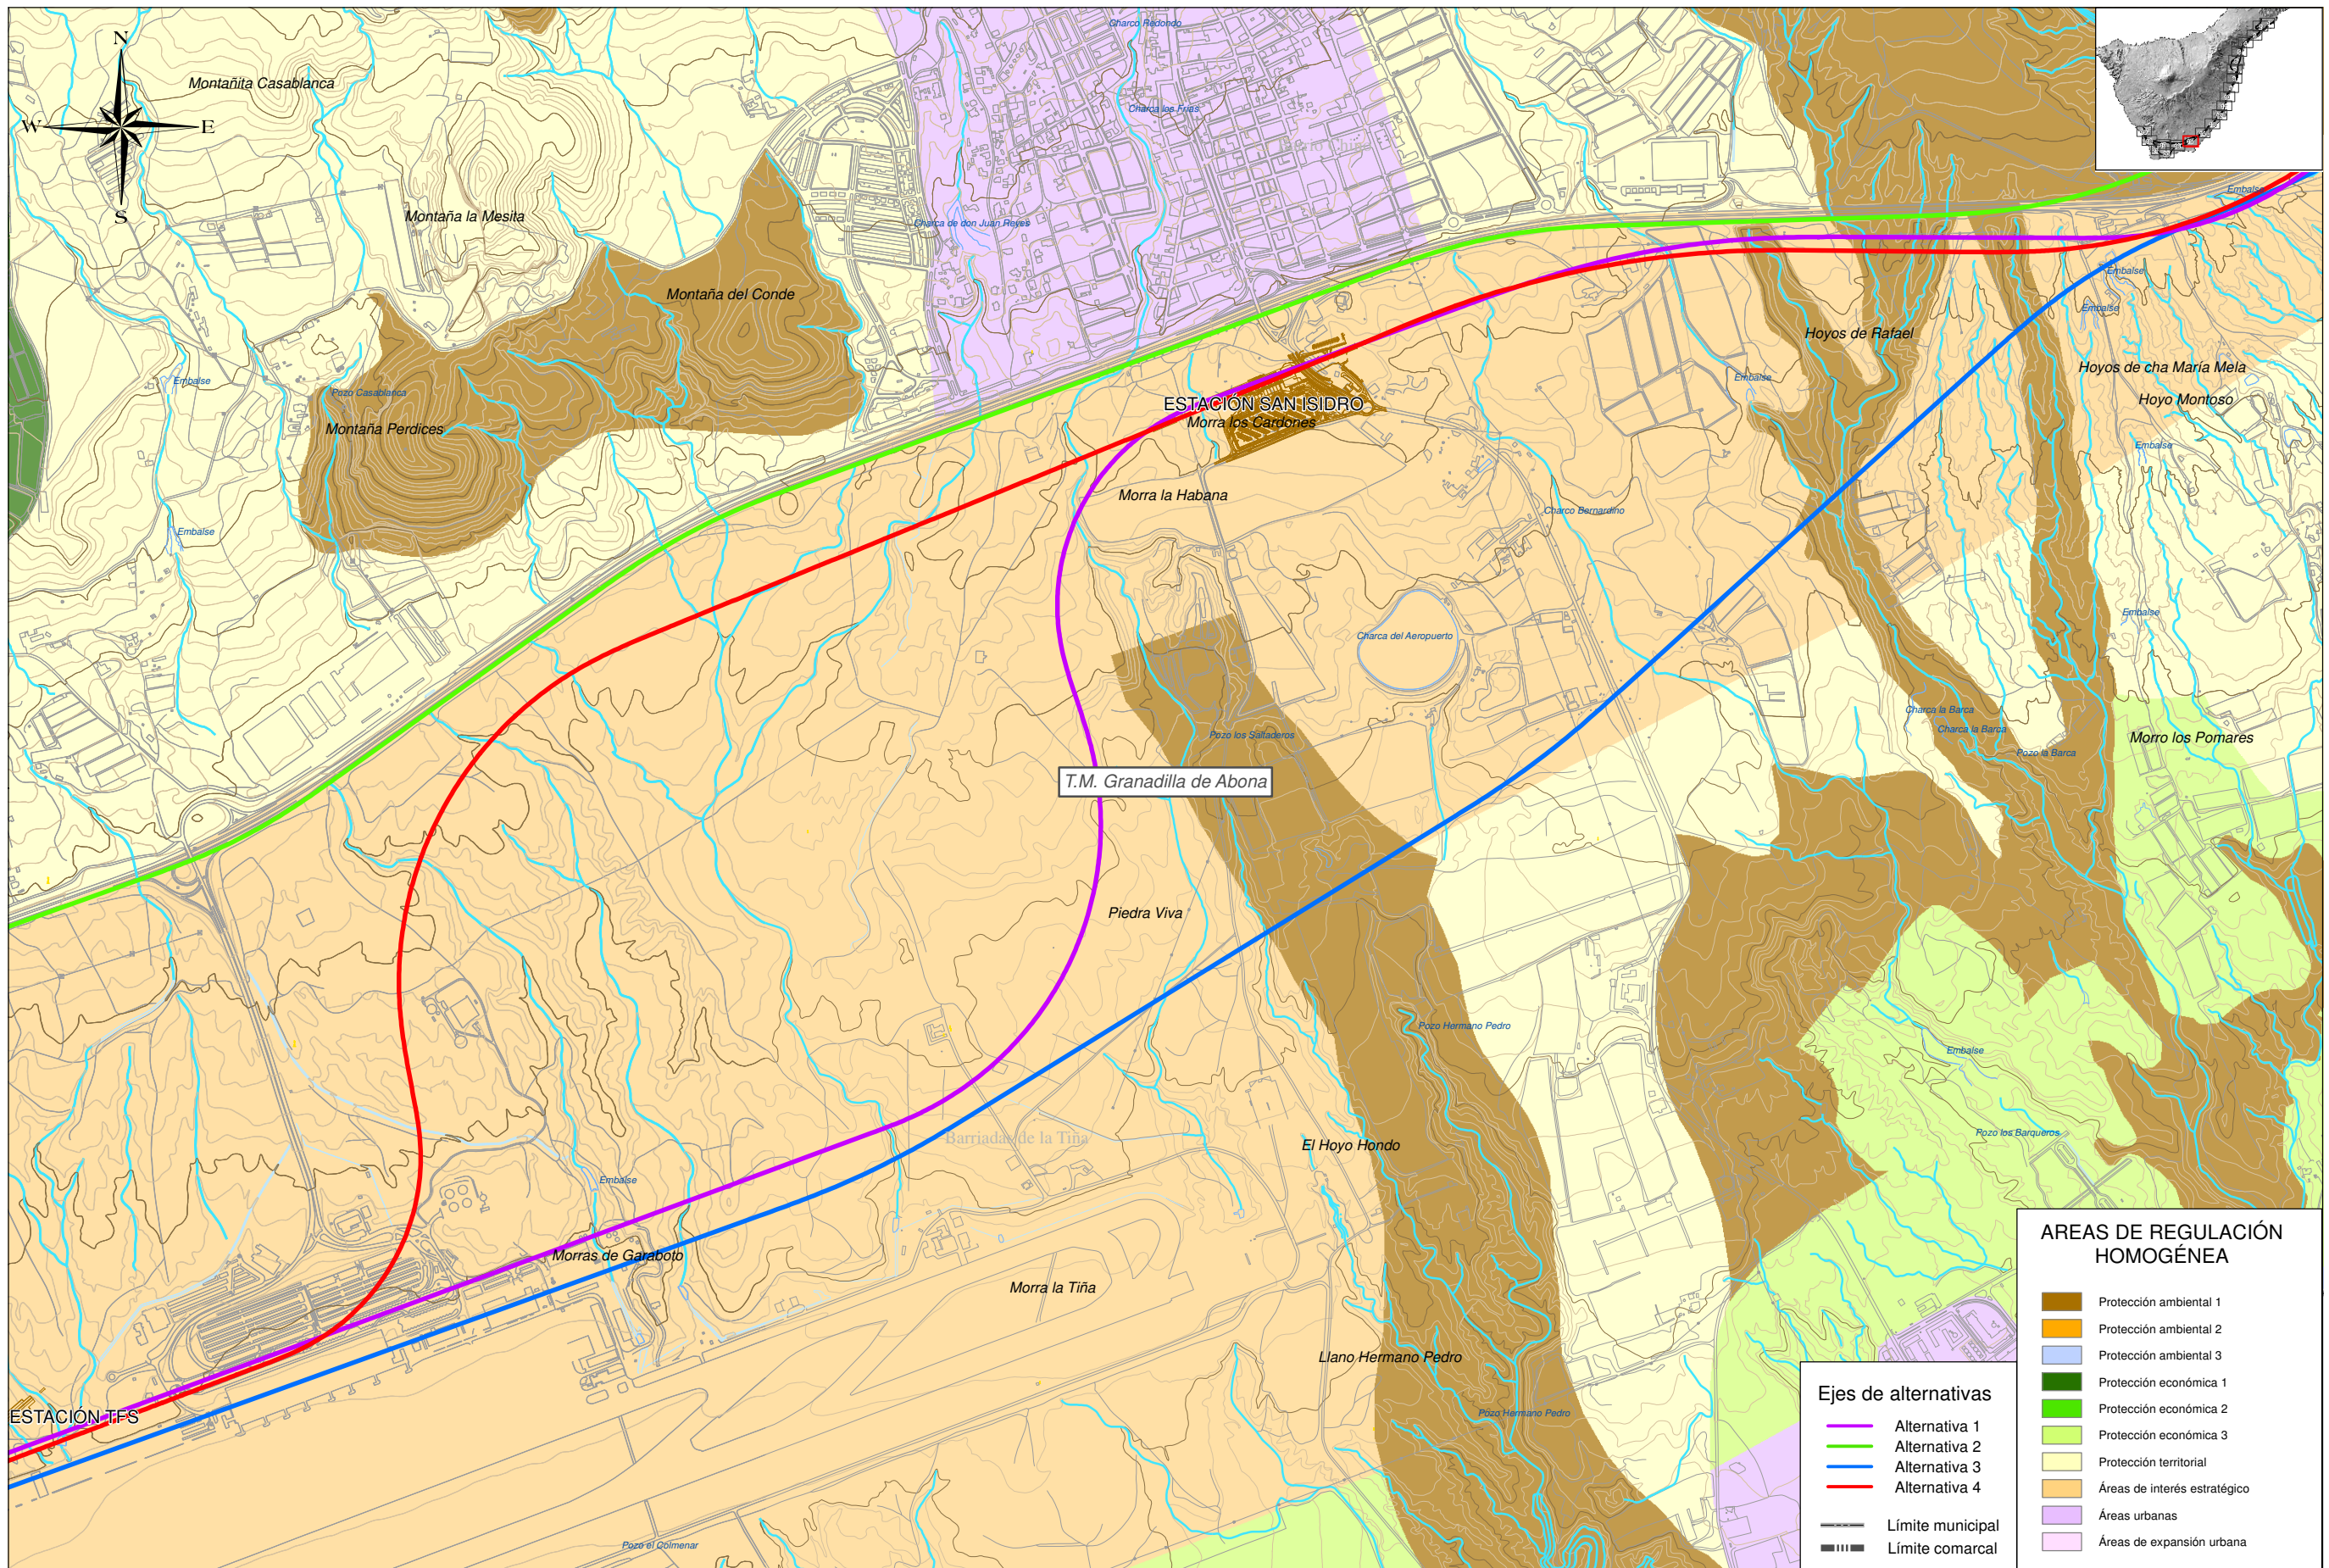 N
W
E
S
Montañita Casablanca
Montaña la Mesita
Montaña del Conde
Montaña Perdices
Pozo Casablanca
Embalse
Embalse
Charco Redondo
Charca los Frias
Charca de don Juan Reyes
Barrio Chino
ESTACIÓN SAN ISIDRO
Morra los Cardones
Morra la Habana
Charco Bernardino
Charca del Aeropuerto
Embalse
Embalse
Embalse
Embalse
Hoyos de Rafael
Hoyos de cha María Mela
Hoyo Montoso
Embalse
Embalse
Charca la Barca
Charca la Barca
Pozo la Barca
Morro los Pomares
Pozo los Saltaderos
T.M. Granadilla de Abona
Piedra Viva
Pozo Hermano Pedro
Embalse
Pozo los Barqueros
Barriadas de la Tiña
El Hoyo Hondo
Embalse
Morras de Garaboto
Morra la Tiña
Llano Hermano Pedro
Pozo Hermano Pedro
ESTACIÓN TFS
Pozo el Colmenar
Ejes de alternativas
Alternativa 1
Alternativa 2
Alternativa 3
Alternativa 4
Límite municipal
Límite comarcal
AREAS DE REGULACIÓN
HOMOGÉNEA
Protección ambiental 1
Protección ambiental 2
Protección ambiental 3
Protección económica 1
Protección económica 2
Protección económica 3
Protección territorial
Áreas de interés estratégico
Áreas urbanas
Áreas de expansión urbana